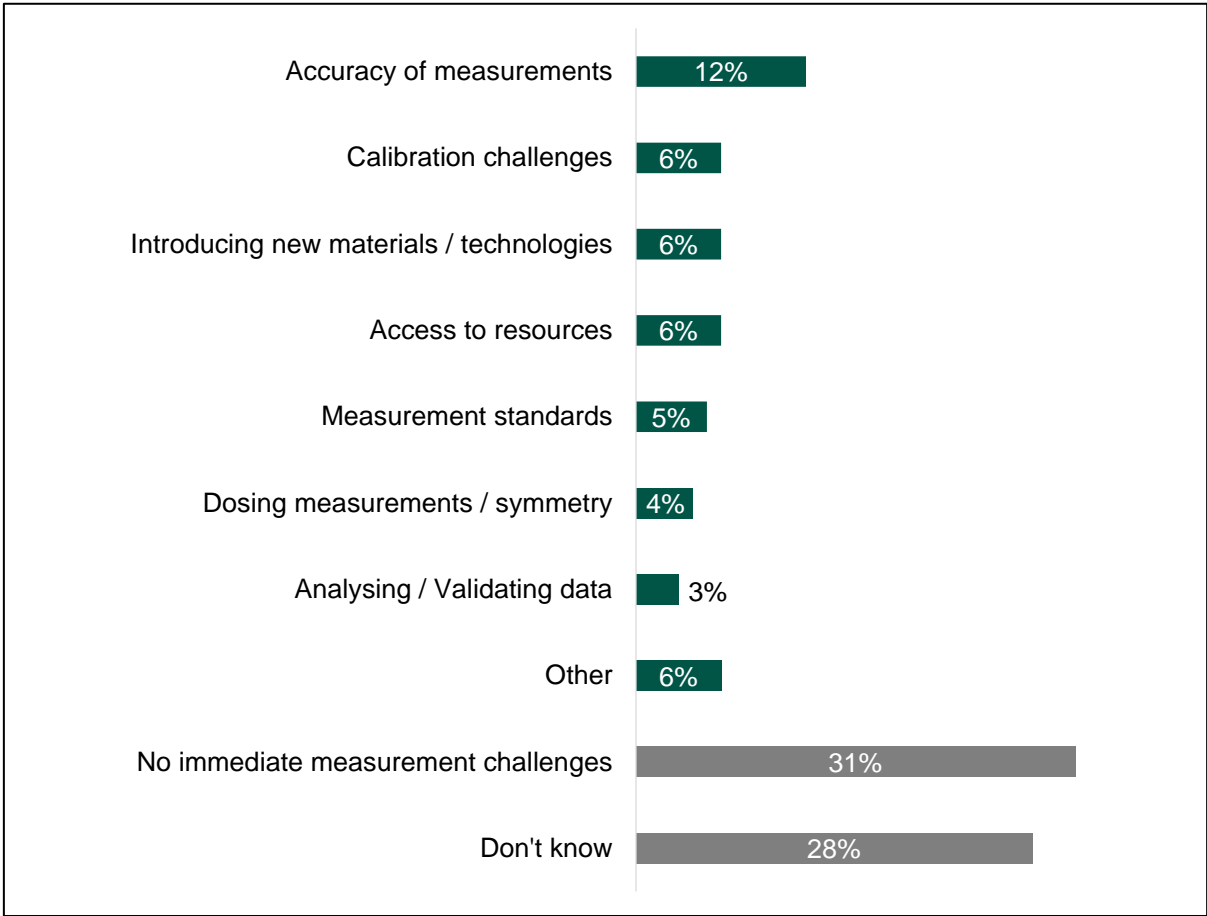 Accuracy of measurements 12%
Calibration challenges 6%
Introducing new materials / technologies 6%
Access to resources 6%
Measurement standards 5%
Dosing measurements / symmetry 4%
Analysing / Validating data 3%
Other 6%
No immediate measurement challenges 31%
Don't know 28%